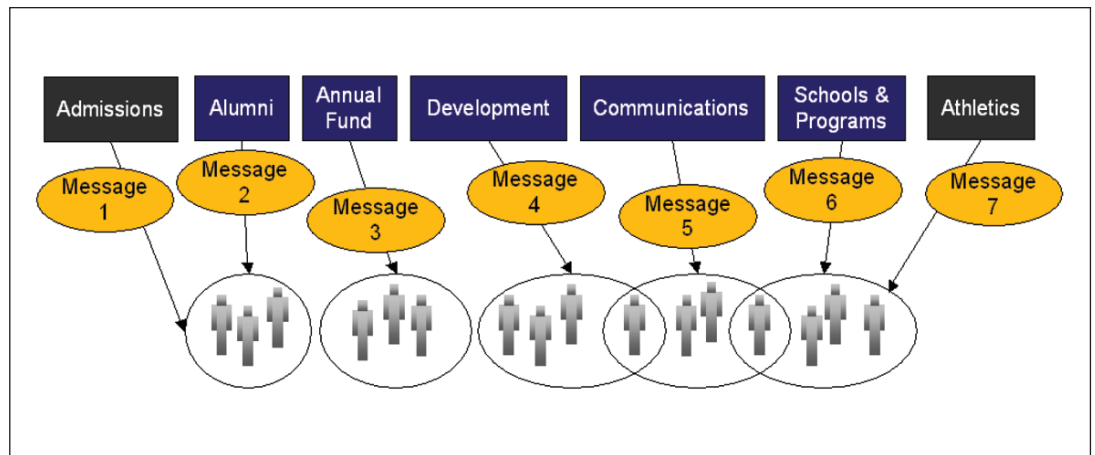 Admissions
Alumni
Annual
Fund
Development
Communications
Schools &
Programs
Athletics
Message
1
Message
2
Message
3
Message
4
Message
5
Message
6
Message
7